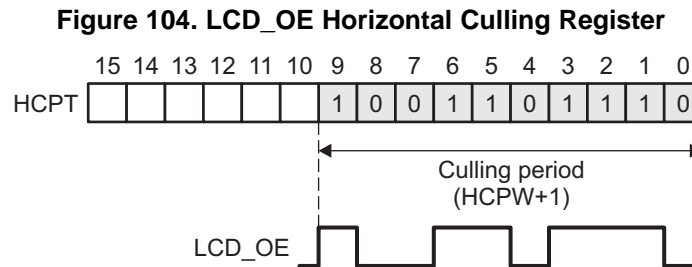 Figure 104. LCD_OE Horizontal Culling Register
15 14 13 12 11 10 9 8 7 6 5 4 3 2 1 0
HCPT 1 0 0 1 1 0 1 1 1 0
Culling period
(HCPW+1)
LCD_OE